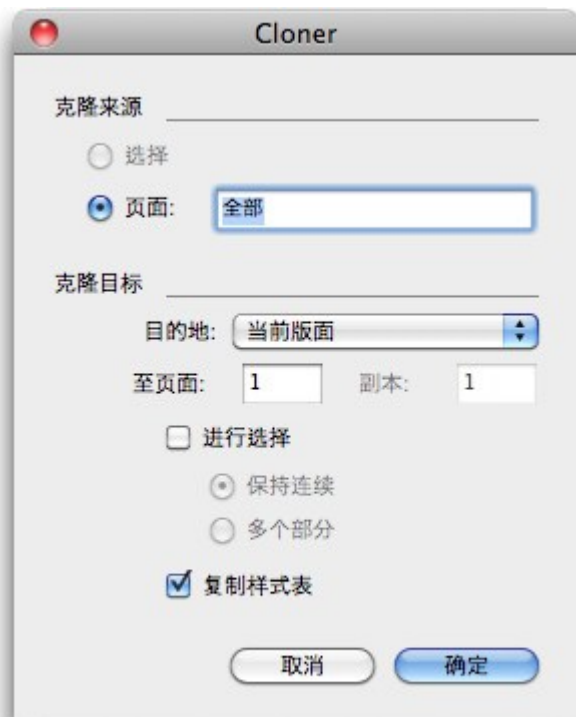 Cloner
克隆来源
选择
页面: 全部
克隆目标
目的地: 当前版面
至页面: 1 副本: 1
进行选择
保持连续
多个部分
复制样式表
取消 确定